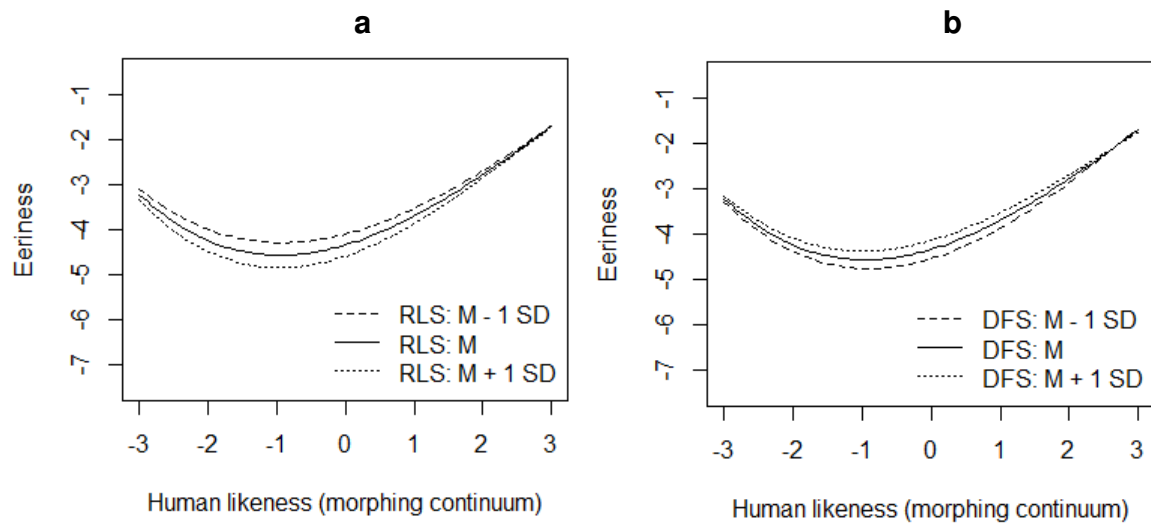 a
Eeriness
-1
-2
-3
-4
-5
-6
-7
RLS: M - 1 SD
RLS: M
RLS: M + 1 SD
-3 -2 -1 0 1 2 3
Human likeness (morphing continuum)
b
Eeriness
-1
-2
-3
-4
-5
-6
-7
DFS: M - 1 SD
DFS: M
DFS: M + 1 SD
-3 -2 -1 0 1 2 3
Human likeness (morphing continuum)